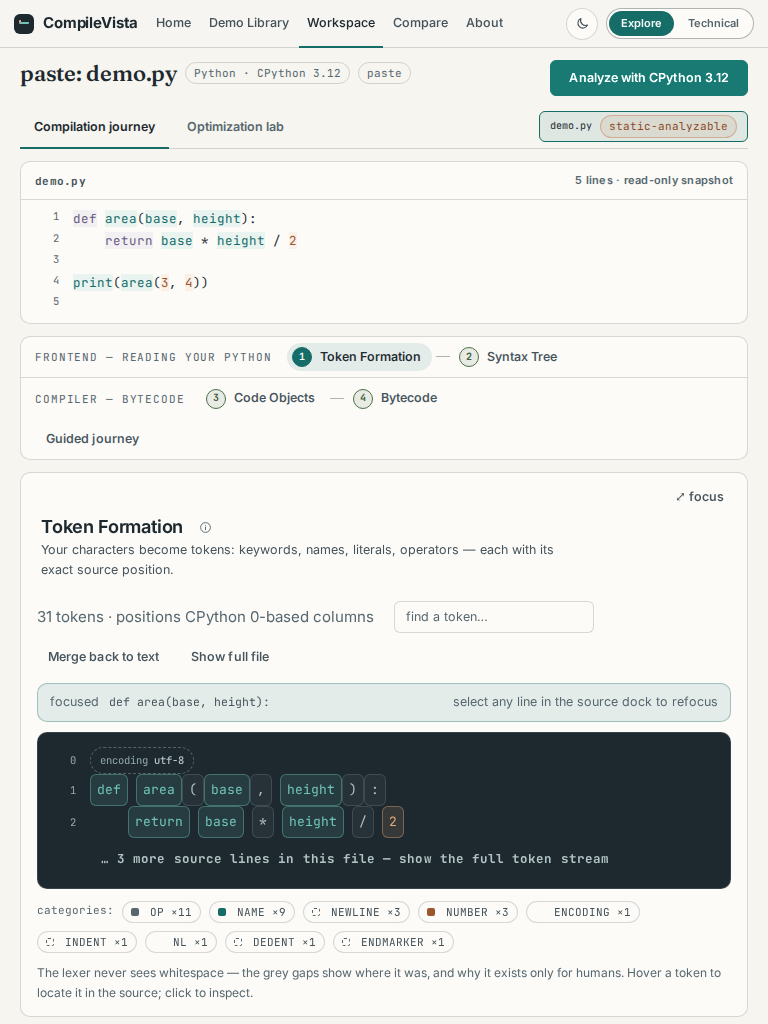 CompileVista Home Demo Library Workspace Compare About Explore Technical
paste: demo.py Python · CPython 3.12 paste Analyze with CPython 3.12
Compilation journey Optimization lab demo.py static-analyzable
demo.py 5 lines · read-only snapshot
1 def area(base, height):
2 return base * height / 2
3
4 print(area(3, 4))
5
FRONTEND — READING YOUR PYTHON 1 Token Formation 2 Syntax Tree
COMPILER — BYTECODE 3 Code Objects 4 Bytecode
Guided journey
⤢ focus
Token Formation ⓘ
Your characters become tokens: keywords, names, literals, operators — each with its
exact source position.
31 tokens · positions CPython 0-based columns find a token…
Merge back to text Show full file
focused def area(base, height): select any line in the source dock to refocus
0 encoding utf-8
1 def area ( base , height ) :
2 return base * height / 2
… 3 more source lines in this file — show the full token stream
categories: OP ×11 NAME ×9 NEWLINE ×3 NUMBER ×3 ENCODING ×1
INDENT ×1 NL ×1 DEDENT ×1 ENDMARKER ×1
The lexer never sees whitespace — the grey gaps show where it was, and why it exists only for humans. Hover a token to
locate it in the source; click to inspect.